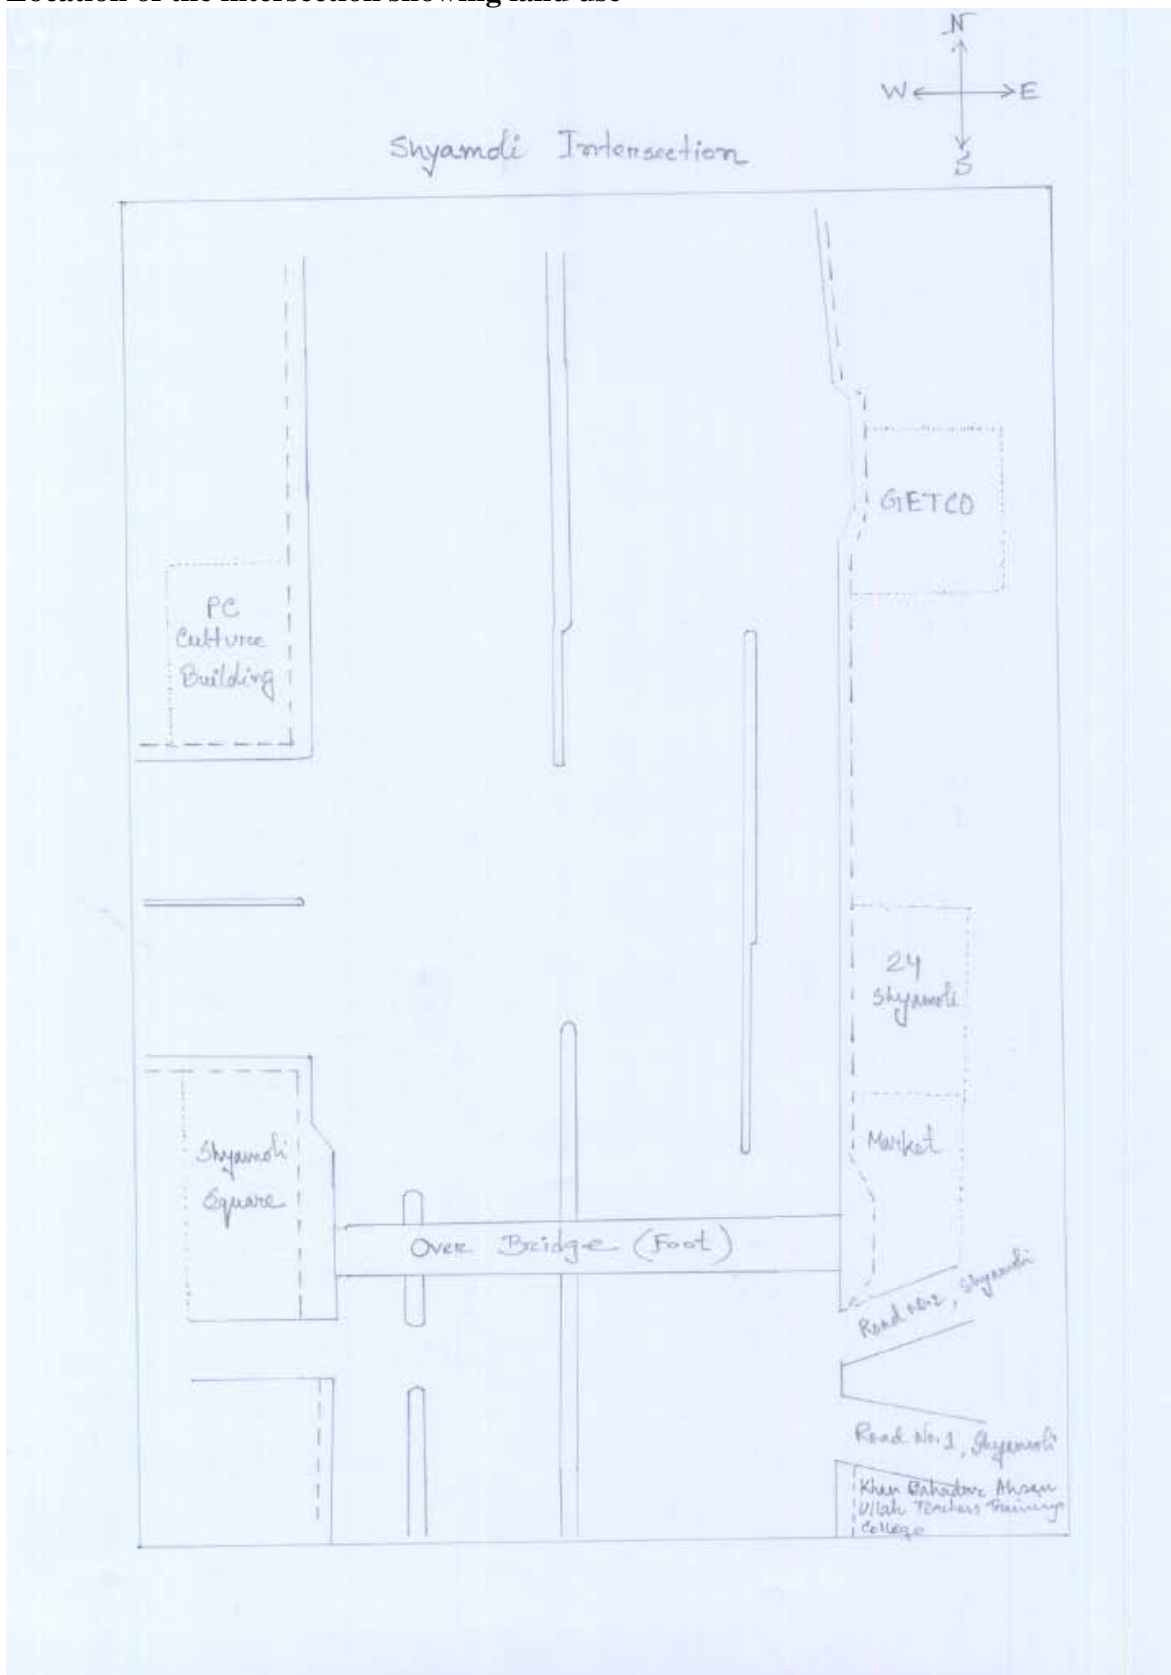 Location of the intersection showing land use
N
W E
S
Shyamoli Intersection
GETCO
PC
Culture
Building
24
Shyamoli
Market
Shyamoli
Square
Over Bridge (Foot)
Road No.2, Shyamoli
Road No.1, Shyamoli
Khan Bahadur Ahsan
Ullah Teachers Training
College